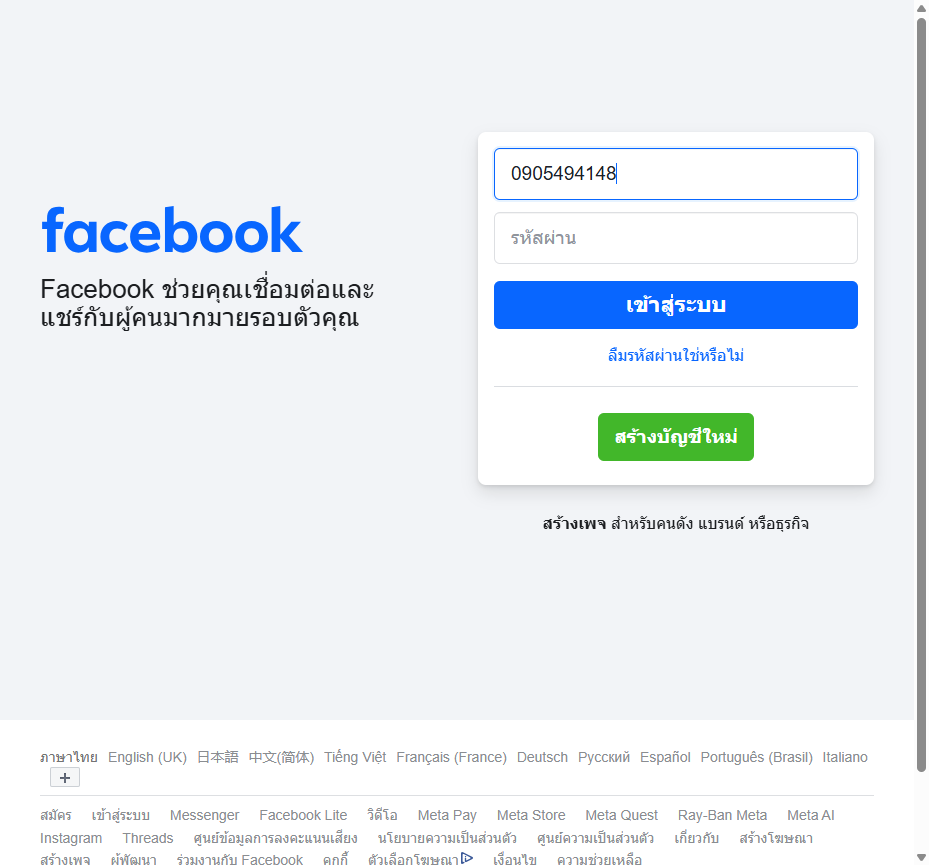 facebook
Facebook ช่วยคุณเชื่อมต่อและ
แชร์กับผู้คนมากมายรอบตัวคุณ
0905494148
รหัสผ่าน
เข้าสู่ระบบ
ลืมรหัสผ่านใช่หรือไม่
สร้างบัญชีใหม่
สร้างเพจ สำหรับคนดัง แบรนด์ หรือธุรกิจ
ภาษาไทย English (UK) 日本語 中文(简体) Tiếng Việt Français (France) Deutsch Русский Español Português (Brasil) Italiano
+
สมัคร เข้าสู่ระบบ Messenger Facebook Lite วิดีโอ Meta Pay Meta Store Meta Quest Ray-Ban Meta Meta AI
Instagram Threads ศูนย์ข้อมูลการลงคะแนนเสียง นโยบายความเป็นส่วนตัว ศูนย์ความเป็นส่วนตัว เกี่ยวกับ สร้างโฆษณา
สร้างเพจ ผู้พัฒนา ร่วมงานกับ Facebook คุกกี้ ตัวเลือกโฆษณา เงื่อนไข ความช่วยเหลือ